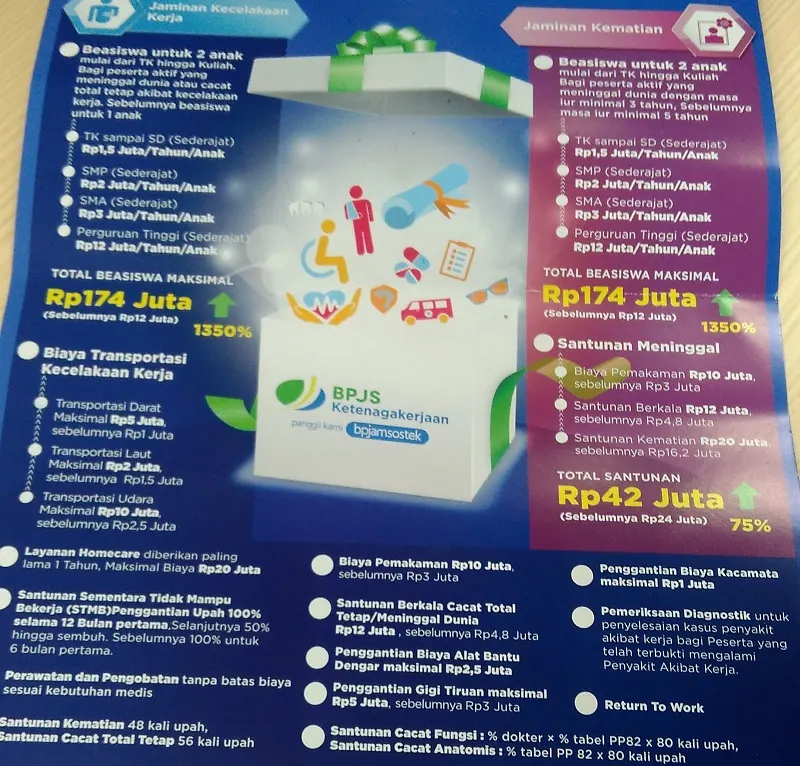 Jaminan Kecelakaan
Kerja
Beasiswa untuk 2 anak
mulai dari TK hingga Kuliah.
Bagi peserta aktif yang
meninggal dunia atau cacat
total tetap akibat kecelakaan
kerja. Sebelumnya beasiswa
untuk 1 anak
TK sampai SD (Sederajat)
Rp1,5 Juta/Tahun/Anak
SMP (Sederajat)
Rp2 Juta/Tahun/Anak
SMA (Sederajat)
Rp3 Juta/Tahun/Anak
Perguruan Tinggi (Sederajat)
Rp12 Juta/Tahun/Anak
TOTAL BEASISWA MAKSIMAL
Rp174 Juta
(Sebelumnya Rp12 Juta)
1350%
Biaya Transportasi
Kecelakaan Kerja
Transportasi Darat
Maksimal Rp5 Juta,
sebelumnya Rp1 Juta
Transportasi Laut
Maksimal Rp2 Juta,
sebelumnya Rp1,5 Juta
Transportasi Udara
Maksimal Rp10 Juta,
sebelumnya Rp2,5 Juta
BPJS
Ketenagakerjaan
panggil kami bpjamsostek
Jaminan Kematian
Beasiswa untuk 2 anak
mulai dari TK hingga Kuliah
Bagi peserta aktif yang
meninggal dunia dengan masa
iur minimal 3 tahun, Sebelumnya
masa iur minimal 5 tahun
TK sampai SD (Sederajat)
Rp1,5 Juta/Tahun/Anak
SMP (Sederajat)
Rp2 Juta/Tahun/Anak
SMA (Sederajat)
Rp3 Juta/Tahun/Anak
Perguruan Tinggi (Sederajat)
Rp12 Juta/Tahun/Anak
TOTAL BEASISWA MAKSIMAL
Rp174 Juta
(Sebelumnya Rp12 Juta)
1350%
Santunan Meninggal
Biaya Pemakaman Rp10 Juta,
sebelumnya Rp3 Juta
Santunan Berkala Rp12 Juta,
sebelumnya Rp4,8 Juta
Santunan Kematian Rp20 Juta,
sebelumnya Rp16,2 Juta
TOTAL SANTUNAN
Rp42 Juta
(Sebelumnya Rp24 Juta)
75%
Layanan Homecare diberikan paling
lama 1 Tahun, Maksimal Biaya Rp20 Juta
Santunan Sementara Tidak Mampu
Bekerja (STMB)Penggantian Upah 100%
selama 12 Bulan pertama,Selanjutnya 50%
hingga sembuh. Sebelumnya 100% untuk
6 bulan pertama.
Perawatan dan Pengobatan tanpa batas biaya
sesuai kebutuhan medis
Santunan Kematian 48 kali upah,
Santunan Cacat Total Tetap 56 kali upah
Biaya Pemakaman Rp10 Juta,
sebelumnya Rp3 Juta
Santunan Berkala Cacat Total
Tetap/Meninggal Dunia
Rp12 Juta , sebelumnya Rp4,8 Juta
Penggantian Biaya Alat Bantu
Dengar maksimal Rp2,5 Juta
Penggantian Gigi Tiruan maksimal
Rp5 Juta, sebelumnya Rp3 Juta
Santunan Cacat Fungsi : % dokter × % tabel PP82 x 80 kali upah,
Santunan Cacat Anatomis : % tabel PP 82 x 80 kali upah
Penggantian Biaya Kacamata
maksimal Rp1 Juta
Pemeriksaan Diagnostik untuk
penyelesaian kasus penyakit
akibat kerja bagi Peserta yang
telah terbukti mengalami
Penyakit Akibat Kerja.
Return To Work